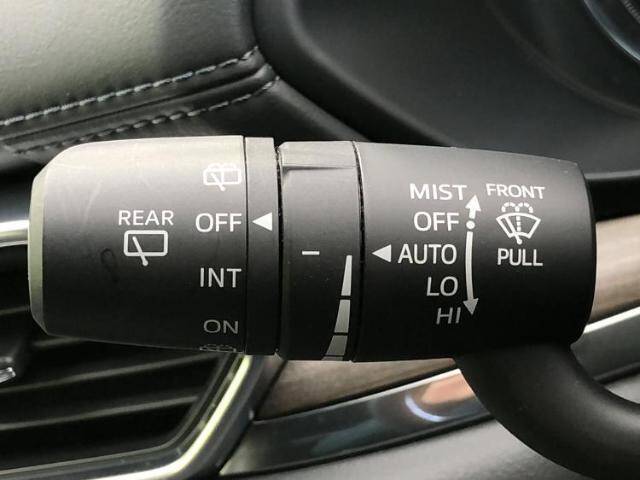 REAR
OFF
INT
ON
MIST
OFF
AUTO
LO
HI
FRONT
PULL